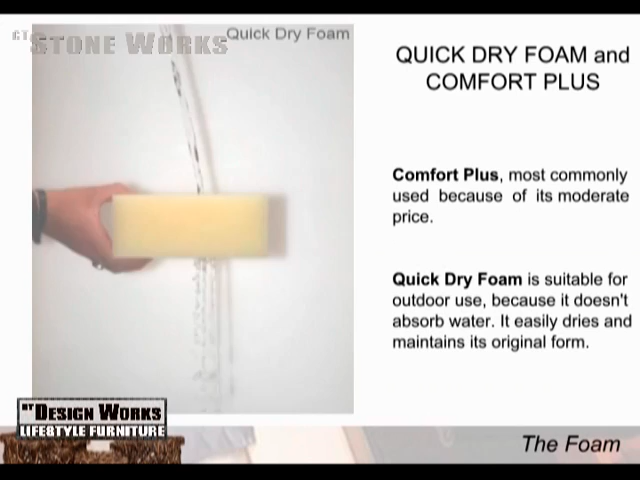 ST STONE WORKS
Quick Dry Foam
QUICK DRY FOAM and
COMFORT PLUS
Comfort Plus, most commonly
used because of its moderate
price.
Quick Dry Foam is suitable for
outdoor use, because it doesn't
absorb water. It easily dries and
maintains its original form.
DESIGN WORKS
LIFESTYLE FURNITURE
The Foam